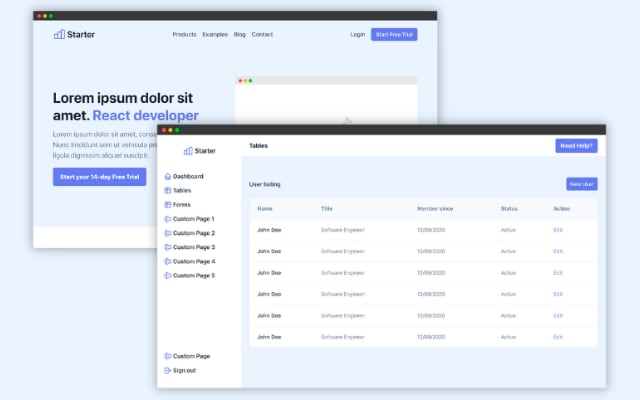 Starter
Products Examples Blog Contact
Login Start Free Trial
Lorem ipsum dolor sit
amet. React developer
Lorem ipsum dolor sit amet, conse
Nunc tincidunt sem ut vehicula pre
ligula dignissim aliquet suscipit.
Start your 14-day Free Trial
Starter
Dashboard
Tables
Forms
Custom Page 1
Custom Page 2
Custom Page 3
Custom Page 4
Custom Page 5
Custom Page
Sign out
Tables Need Help?
User listing New User
Name Title Member since Status Action
John Doe Software Engineer 12/09/2020 Active Edit
John Doe Software Engineer 12/09/2020 Active Edit
John Doe Software Engineer 12/09/2020 Active Edit
John Doe Software Engineer 12/09/2020 Active Edit
John Doe Software Engineer 12/09/2020 Active Edit
John Doe Software Engineer 12/09/2020 Active Edit